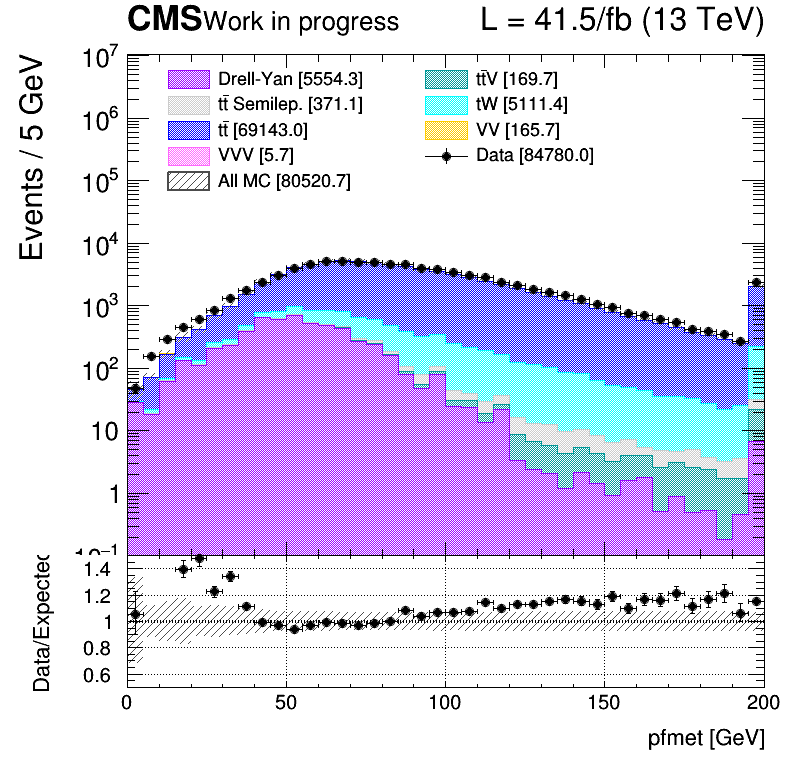 CMS Work in progress L = 41.5/fb (13 TeV)
Events / 5 GeV
10⁷
10⁶
10⁵
10⁴
10³
10²
10
1
10⁻¹
Drell-Yan [5554.3]
tt̄ Semilep. [371.1]
tt̄ [69143.0]
VVV [5.7]
All MC [80520.7]
tt̄V [169.7]
tW [5111.4]
VV [165.7]
Data [84780.0]
Data/Expected
1.4
1.2
1
0.8
0.6
0 50 100 150 200
pfmet [GeV]